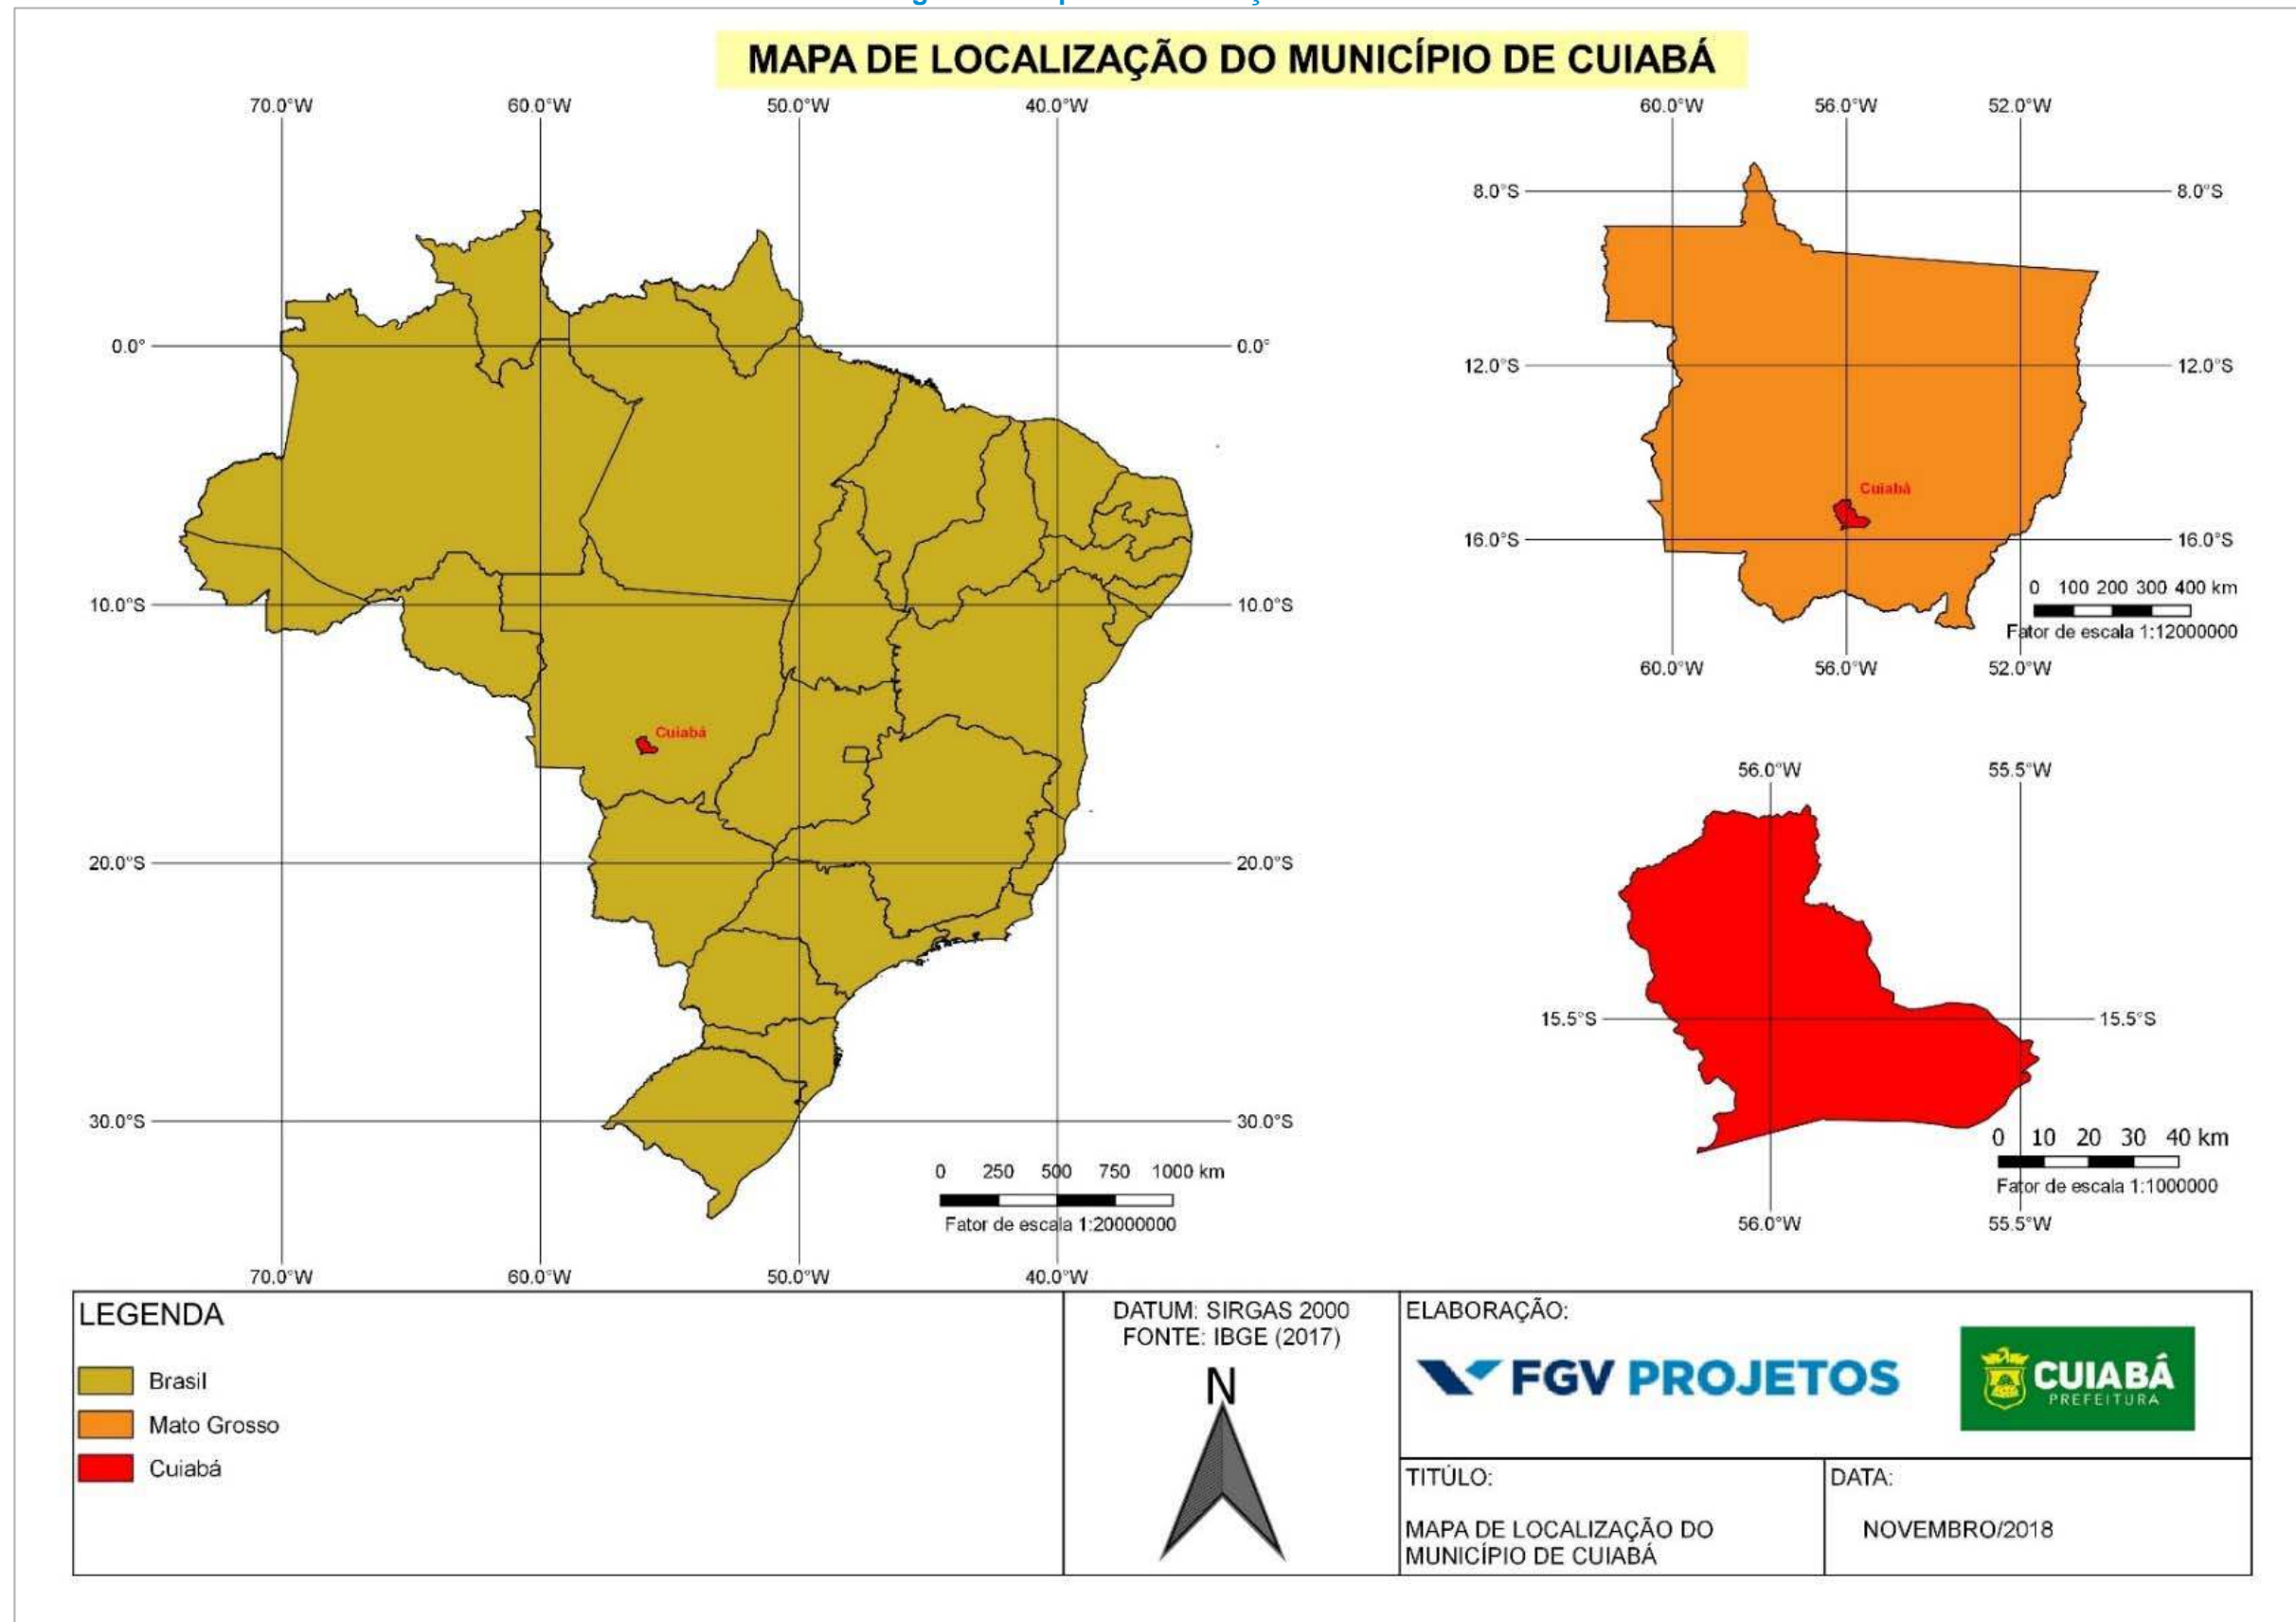 MAPA DE LOCALIZAÇÃO DO MUNICÍPIO DE CUIABÁ
70.0°W 60.0°W 50.0°W 40.0°W
0.0° 0.0°
10.0°S 10.0°S
Cuiabá
20.0°S 20.0°S
30.0°S 30.0°S
0 250 500 750 1000 km
Fator de escala 1:20000000
70.0°W 60.0°W 50.0°W 40.0°W
60.0°W 56.0°W 52.0°W
8.0°S 8.0°S
12.0°S 12.0°S
Cuiabá
16.0°S 16.0°S
0 100 200 300 400 km
Fator de escala 1:12000000
60.0°W 56.0°W 52.0°W
56.0°W 55.5°W
15.5°S 15.5°S
0 10 20 30 40 km
Fator de escala 1:1000000
56.0°W 55.5°W
LEGENDA
Brasil
Mato Grosso
Cuiabá
DATUM: SIRGAS 2000
FONTE: IBGE (2017)
N
ELABORAÇÃO:
FGV PROJETOS
CUIABÁ
PREFEITURA
TITÚLO:
MAPA DE LOCALIZAÇÃO DO
MUNICÍPIO DE CUIABÁ
DATA:
NOVEMBRO/2018